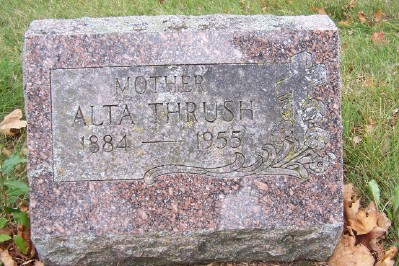 MOTHER
ALTA THRUSH
1884 — 1955